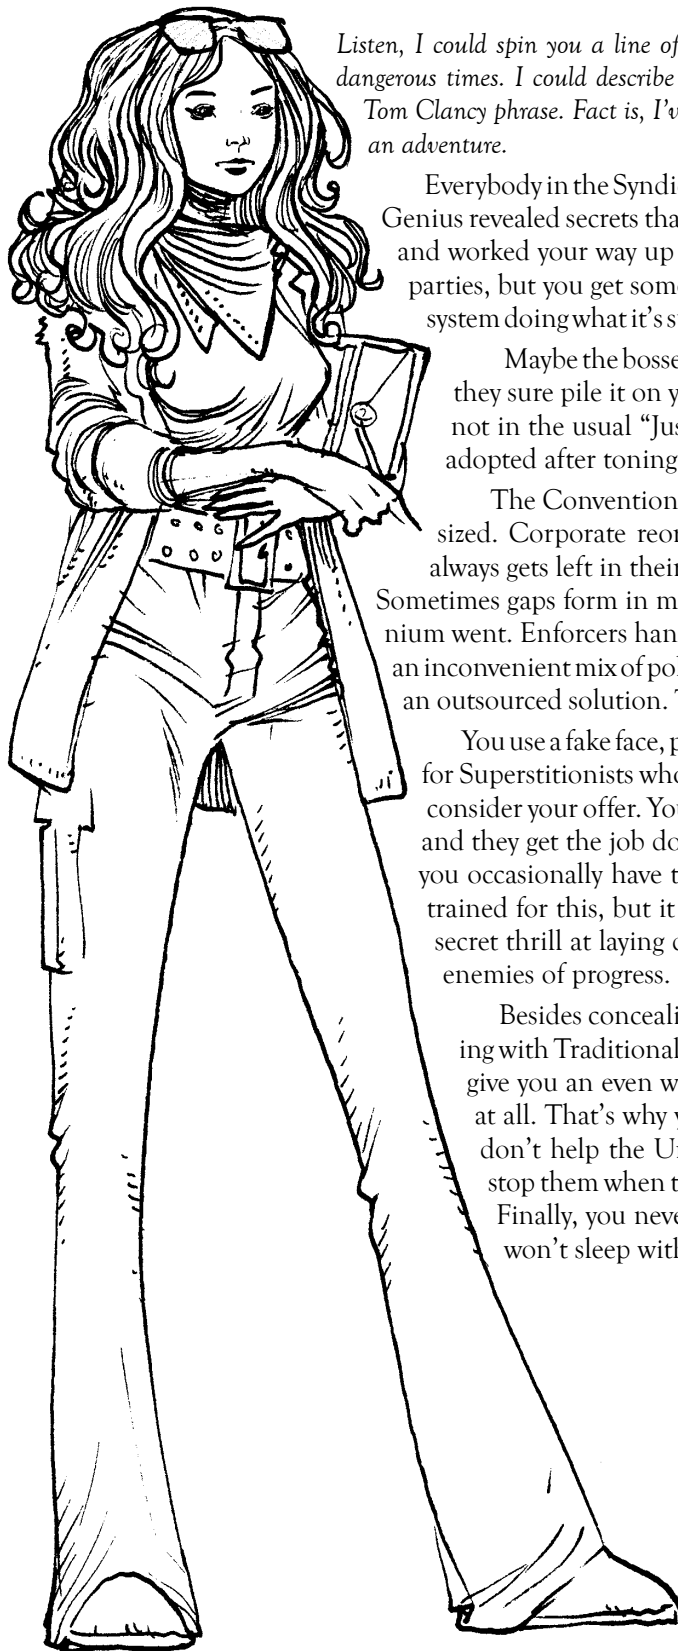 Listen, I could spin you a line of
dangerous times. I could describe
Tom Clancy phrase. Fact is, I'v
an adventure.
Everybody in the Syndi
Genius revealed secrets tha
and worked your way up
parties, but you get som
system doing what it's s
Maybe the bosse
they sure pile it on y
not in the usual “Jus
adopted after toning
The Convention
sized. Corporate reor
always gets left in their
Sometimes gaps form in m
nium went. Enforcers han
an inconvenient mix of pol
an outsourced solution. T
You use a fake face, p
for Superstitionists who
consider your offer. You
and they get the job do
you occasionally have t
trained for this, but it
secret thrill at laying d
enemies of progress.
Besides conceali
ing with Traditional
give you an even w
at all. That's why y
don't help the Un
stop them when t
Finally, you neve
won't sleep with